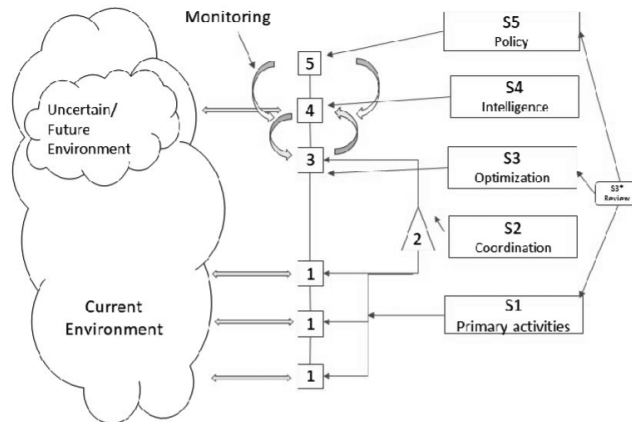 Monitoring
S5
Policy
5
S4
Intelligence
4
Uncertain/
Future
Environment
S3
Optimization
3
S3*
Review
S2
Coordination
2
1
Current
Environment
S1
Primary activities
1
1